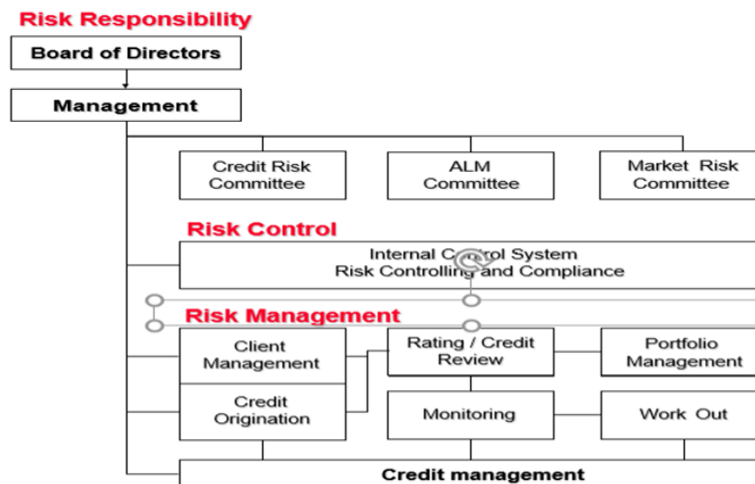 Risk Responsibility
Board of Directors
Management
Credit Risk
Committee
ALM
Committee
Market Risk
Committee
Risk Control
Internal Control System
Risk Controlling and Compliance
Risk Management
Client
Management
Rating / Credit
Review
Portfolio
Management
Credit
Origination
Monitoring
Work Out
Credit management